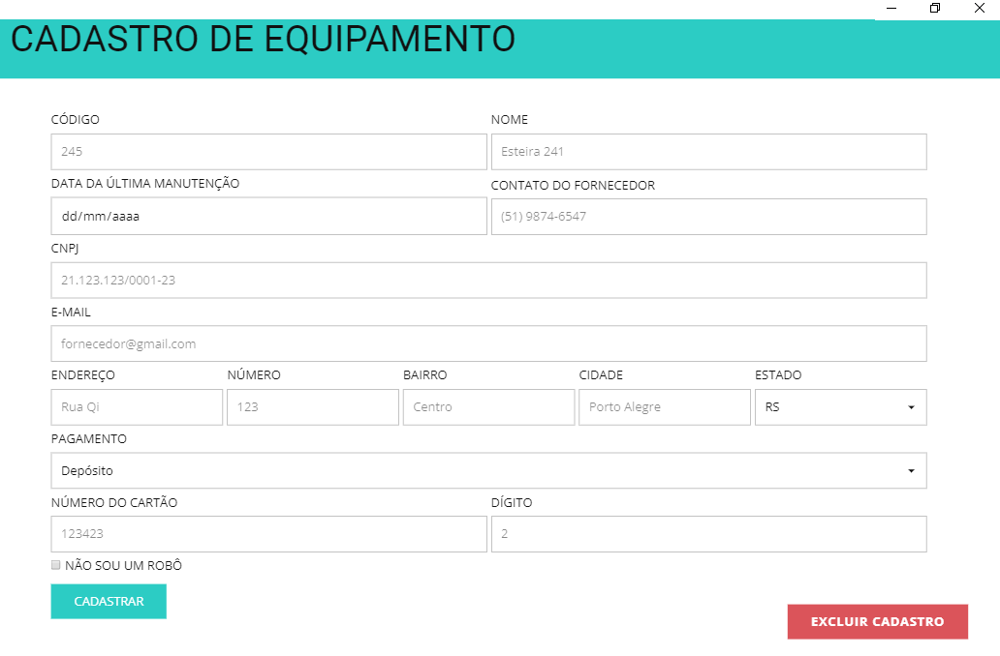 CADASTRO DE EQUIPAMENTO
CÓDIGO NOME
245 Esteira 241
DATA DA ÚLTIMA MANUTENÇÃO CONTATO DO FORNECEDOR
dd/mm/aaaa (51) 9874-6547
CNPJ
21.123.123/0001-23
E-MAIL
fornecedor@gmail.com
ENDEREÇO NÚMERO BAIRRO CIDADE ESTADO
Rua Qi 123 Centro Porto Alegre RS
PAGAMENTO
Depósito
NÚMERO DO CARTÃO DÍGITO
123423 2
NÃO SOU UM ROBÔ
CADASTRAR
EXCLUIR CADASTRO